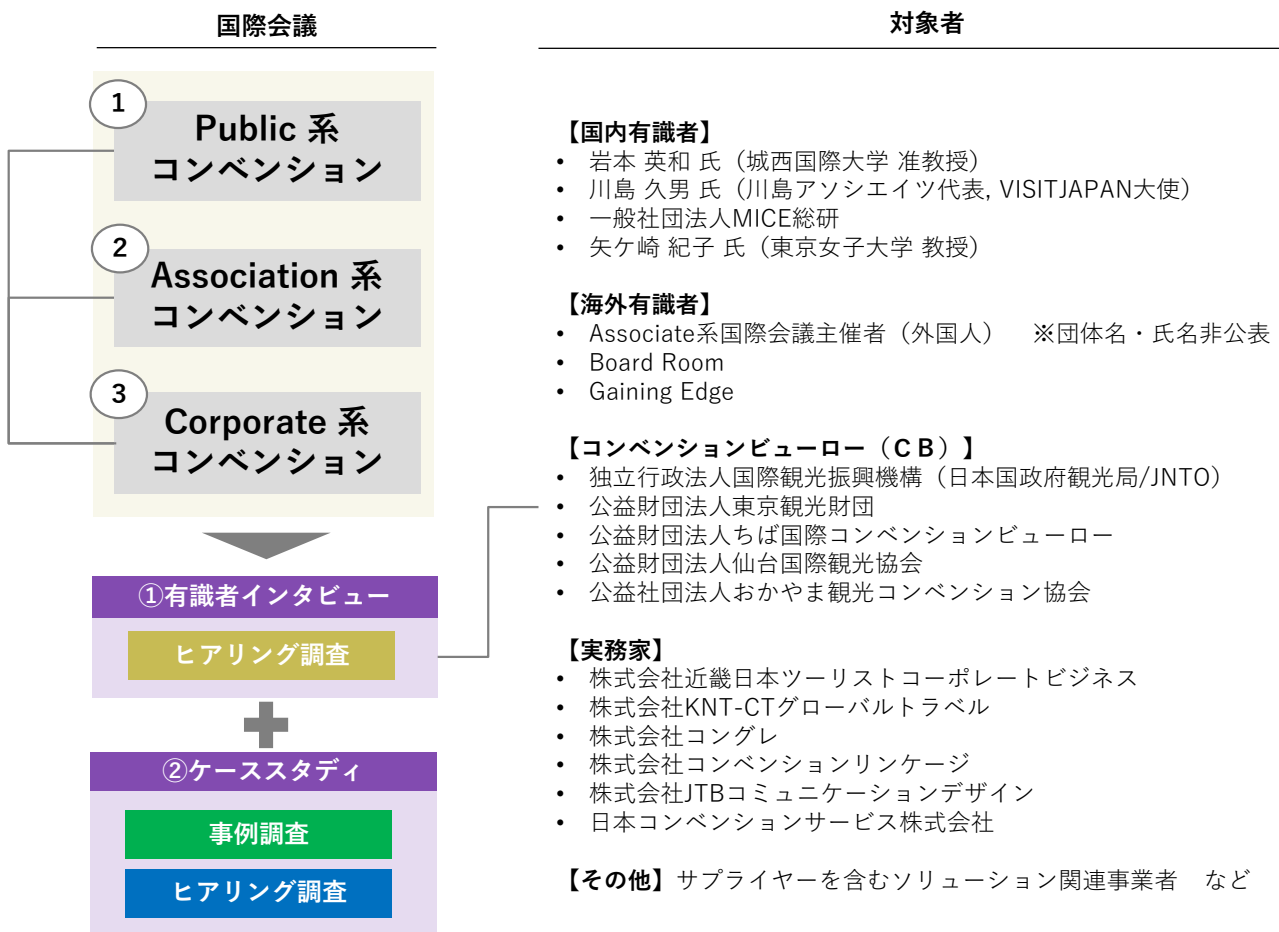 国際会議
1
Public 系
コンベンション
2
Association 系
コンベンション
3
Corporate 系
コンベンション
①有識者インタビュー
ヒアリング調査
②ケーススタディ
事例調査
ヒアリング調査
対象者
【国内有識者】
• 岩本 英和 氏（城西国際大学 准教授）
• 川島 久男 氏（川島アソシエイツ代表, VISITJAPAN大使）
• 一般社団法人MICE総研
• 矢ケ崎 紀子 氏（東京女子大学 教授）
【海外有識者】
• Associate系国際会議主催者（外国人）　※団体名・氏名非公表
• Board Room
• Gaining Edge
【コンベンションビューロー（ＣＢ）】
• 独立行政法人国際観光振興機構（日本国政府観光局/JNTO）
• 公益財団法人東京観光財団
• 公益財団法人ちば国際コンベンションビューロー
• 公益財団法人仙台国際観光協会
• 公益社団法人おかやま観光コンベンション協会
【実務家】
• 株式会社近畿日本ツーリストコーポレートビジネス
• 株式会社KNT-CTグローバルトラベル
• 株式会社コングレ
• 株式会社コンベンションリンケージ
• 株式会社JTBコミュニケーションデザイン
• 日本コンベンションサービス株式会社
【その他】サプライヤーを含むソリューション関連事業者　など